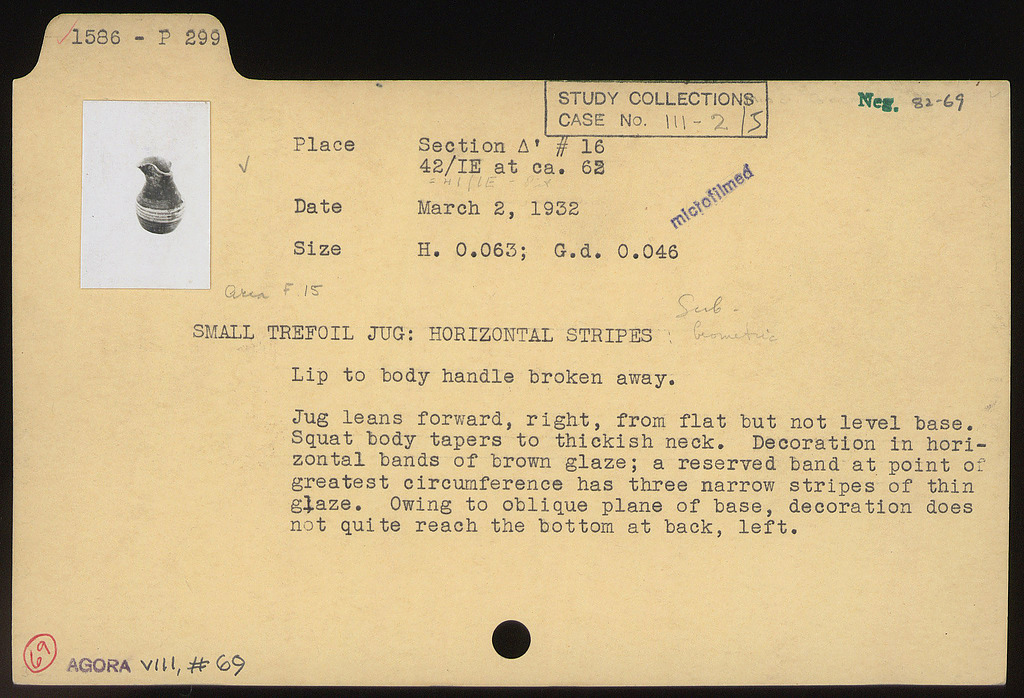 1586 - P 299
STUDY COLLECTIONS
CASE No. III-2/5
Neg. 82-69
Place Section Δ' # 16
42/IE at ca. 62
Date March 2, 1932
microfilmed
Size H. 0.063; G.d. 0.046
Area F 15
Sub-
Geometric
SMALL TREFOIL JUG: HORIZONTAL STRIPES
Lip to body handle broken away.
Jug leans forward, right, from flat but not level base.
Squat body tapers to thickish neck. Decoration in hori-
zontal bands of brown glaze; a reserved band at point of
greatest circumference has three narrow stripes of thin
glaze. Owing to oblique plane of base, decoration does
not quite reach the bottom at back, left.
69
AGORA VIII, # 69